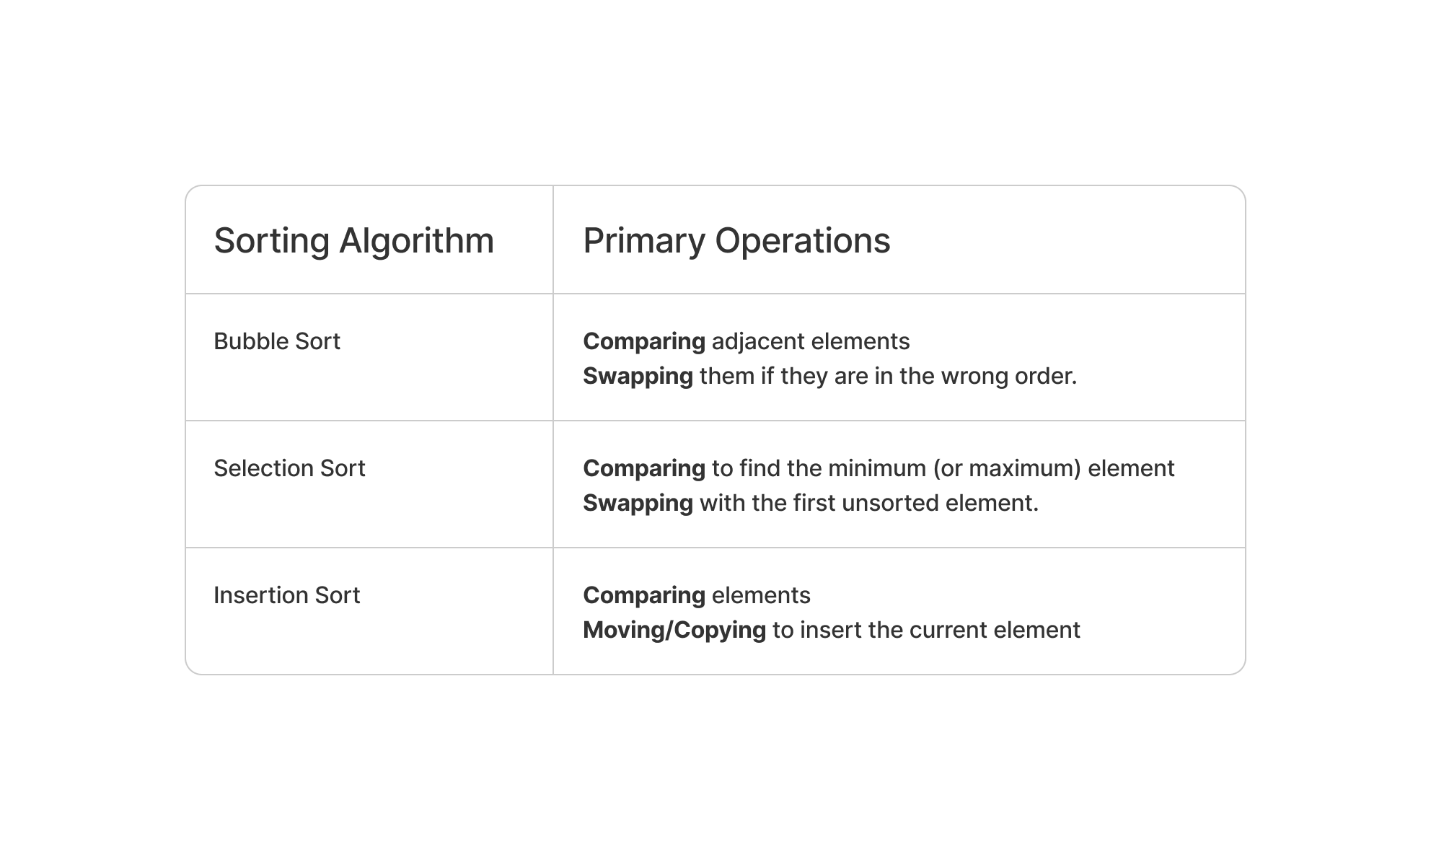 Sorting Algorithm
Primary Operations
Bubble Sort
Comparing adjacent elements
Swapping them if they are in the wrong order.
Selection Sort
Comparing to find the minimum (or maximum) element
Swapping with the first unsorted element.
Insertion Sort
Comparing elements
Moving/Copying to insert the current element